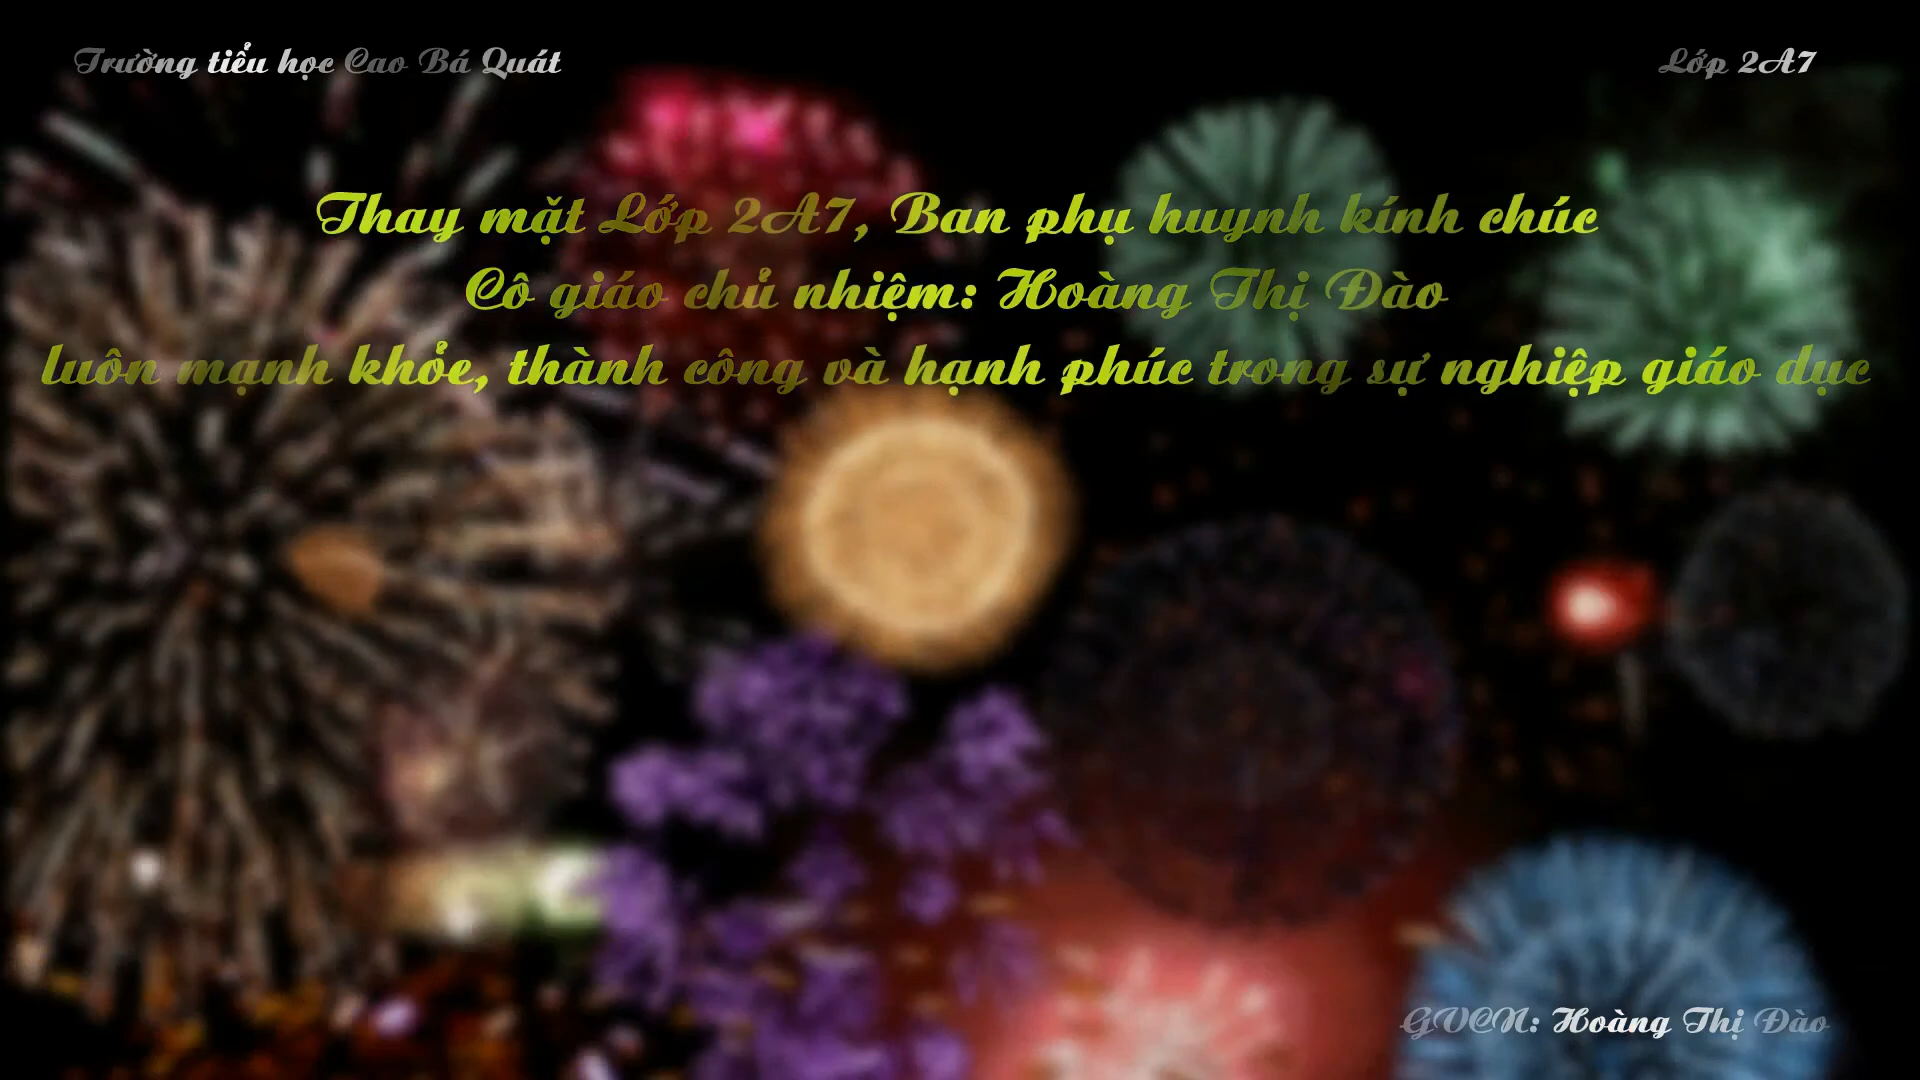 Trường tiểu học Cao Bá Quát
Lớp 2A7
Thay mặt Lớp 2A7, Ban phụ huynh kính chúc
Cô giáo chủ nhiệm: Hoàng Thị Đào
luôn mạnh khỏe, thành công và hạnh phúc trong sự nghiệp giáo dục
GVCN: Hoàng Thị Đào